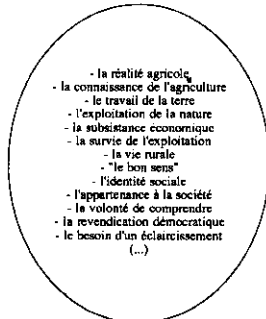 - la réalité agricole
- la connaissance de l'agriculture
- le travail de la terre
- l'exploitation de la nature
- la subsistance économique
- la survie de l'exploitation
- la vie rurale
- "le bon sens"
- l'identité sociale
- l'appartenance à la société
- la volonté de comprendre
- la revendication démocratique
- le besoin d'un éclaircissement
(...)